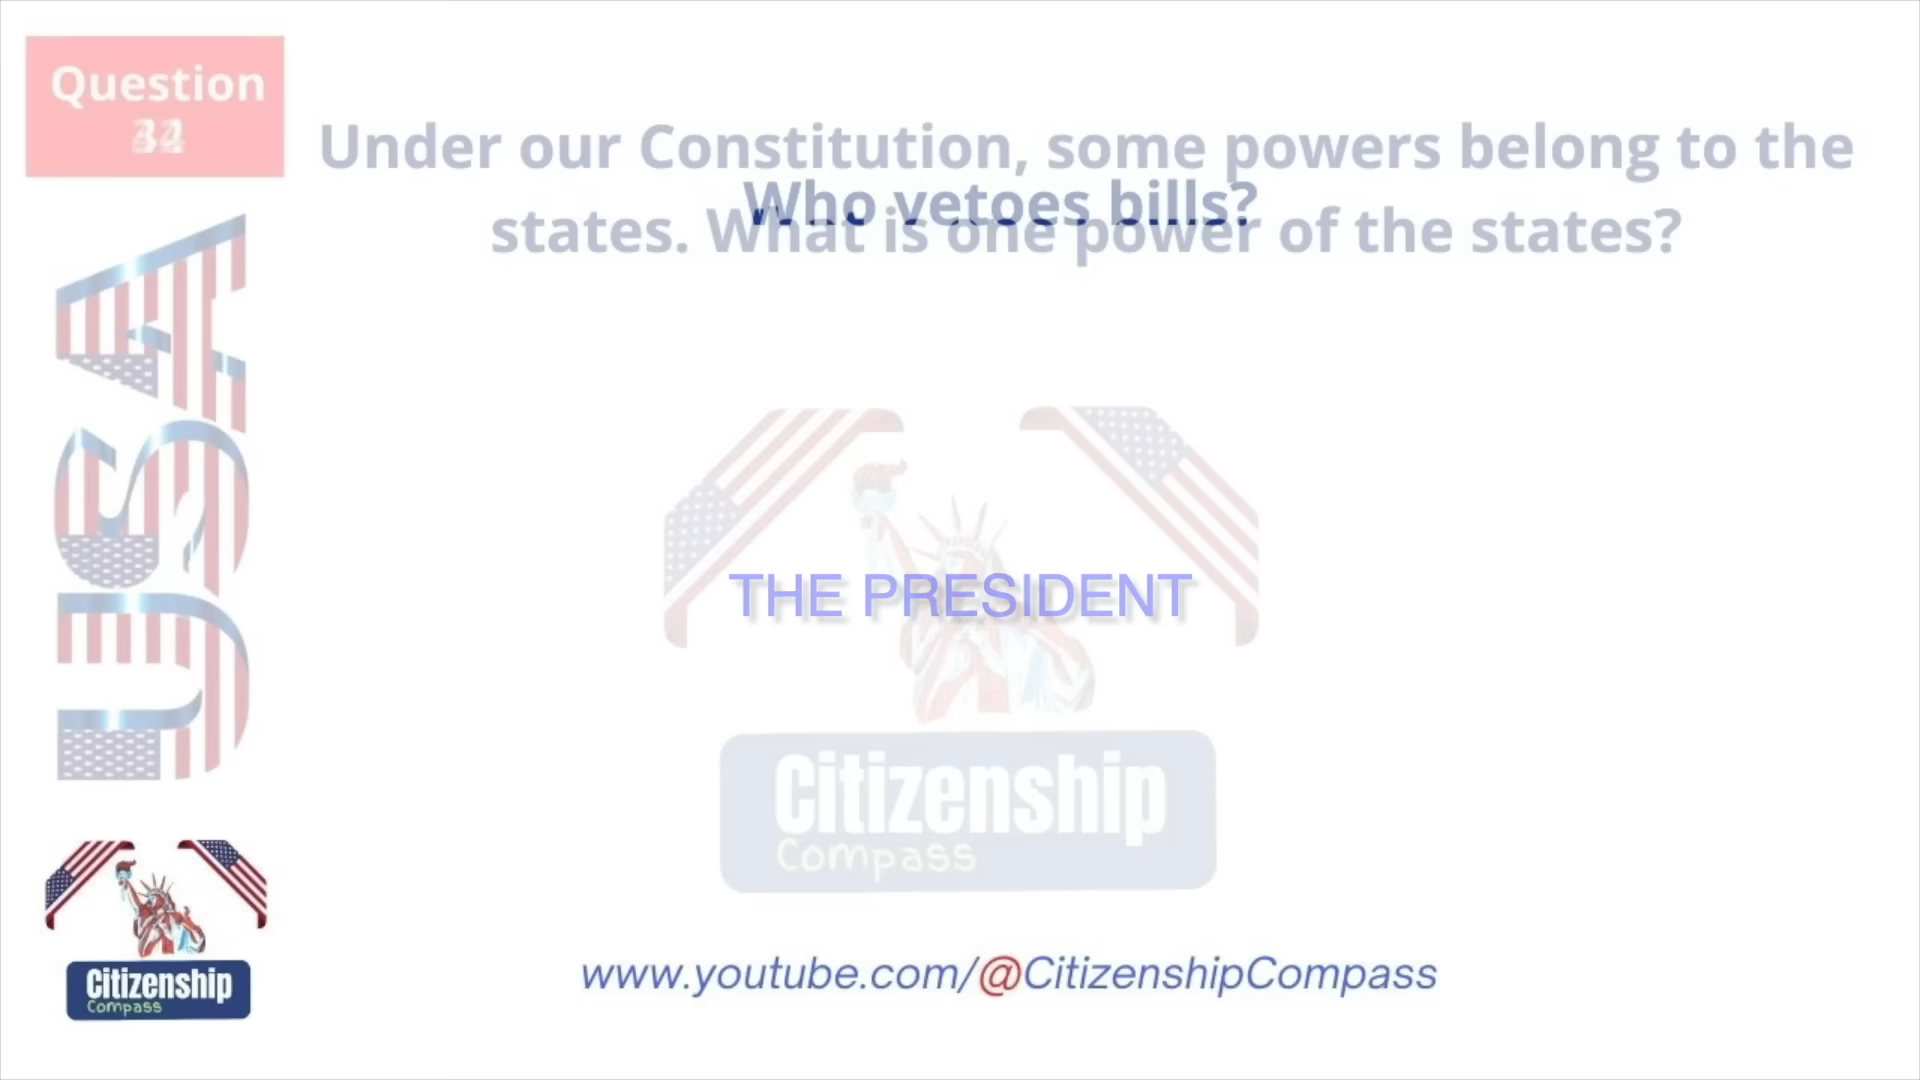 Question
Under our Constitution, some powers belong to the
Who vetoes bills?
states. What is one power of the states?
USA
THE PRESIDENT
Citizenship
Compass
Citizenship
Compass
www.youtube.com/@CitizenshipCompass